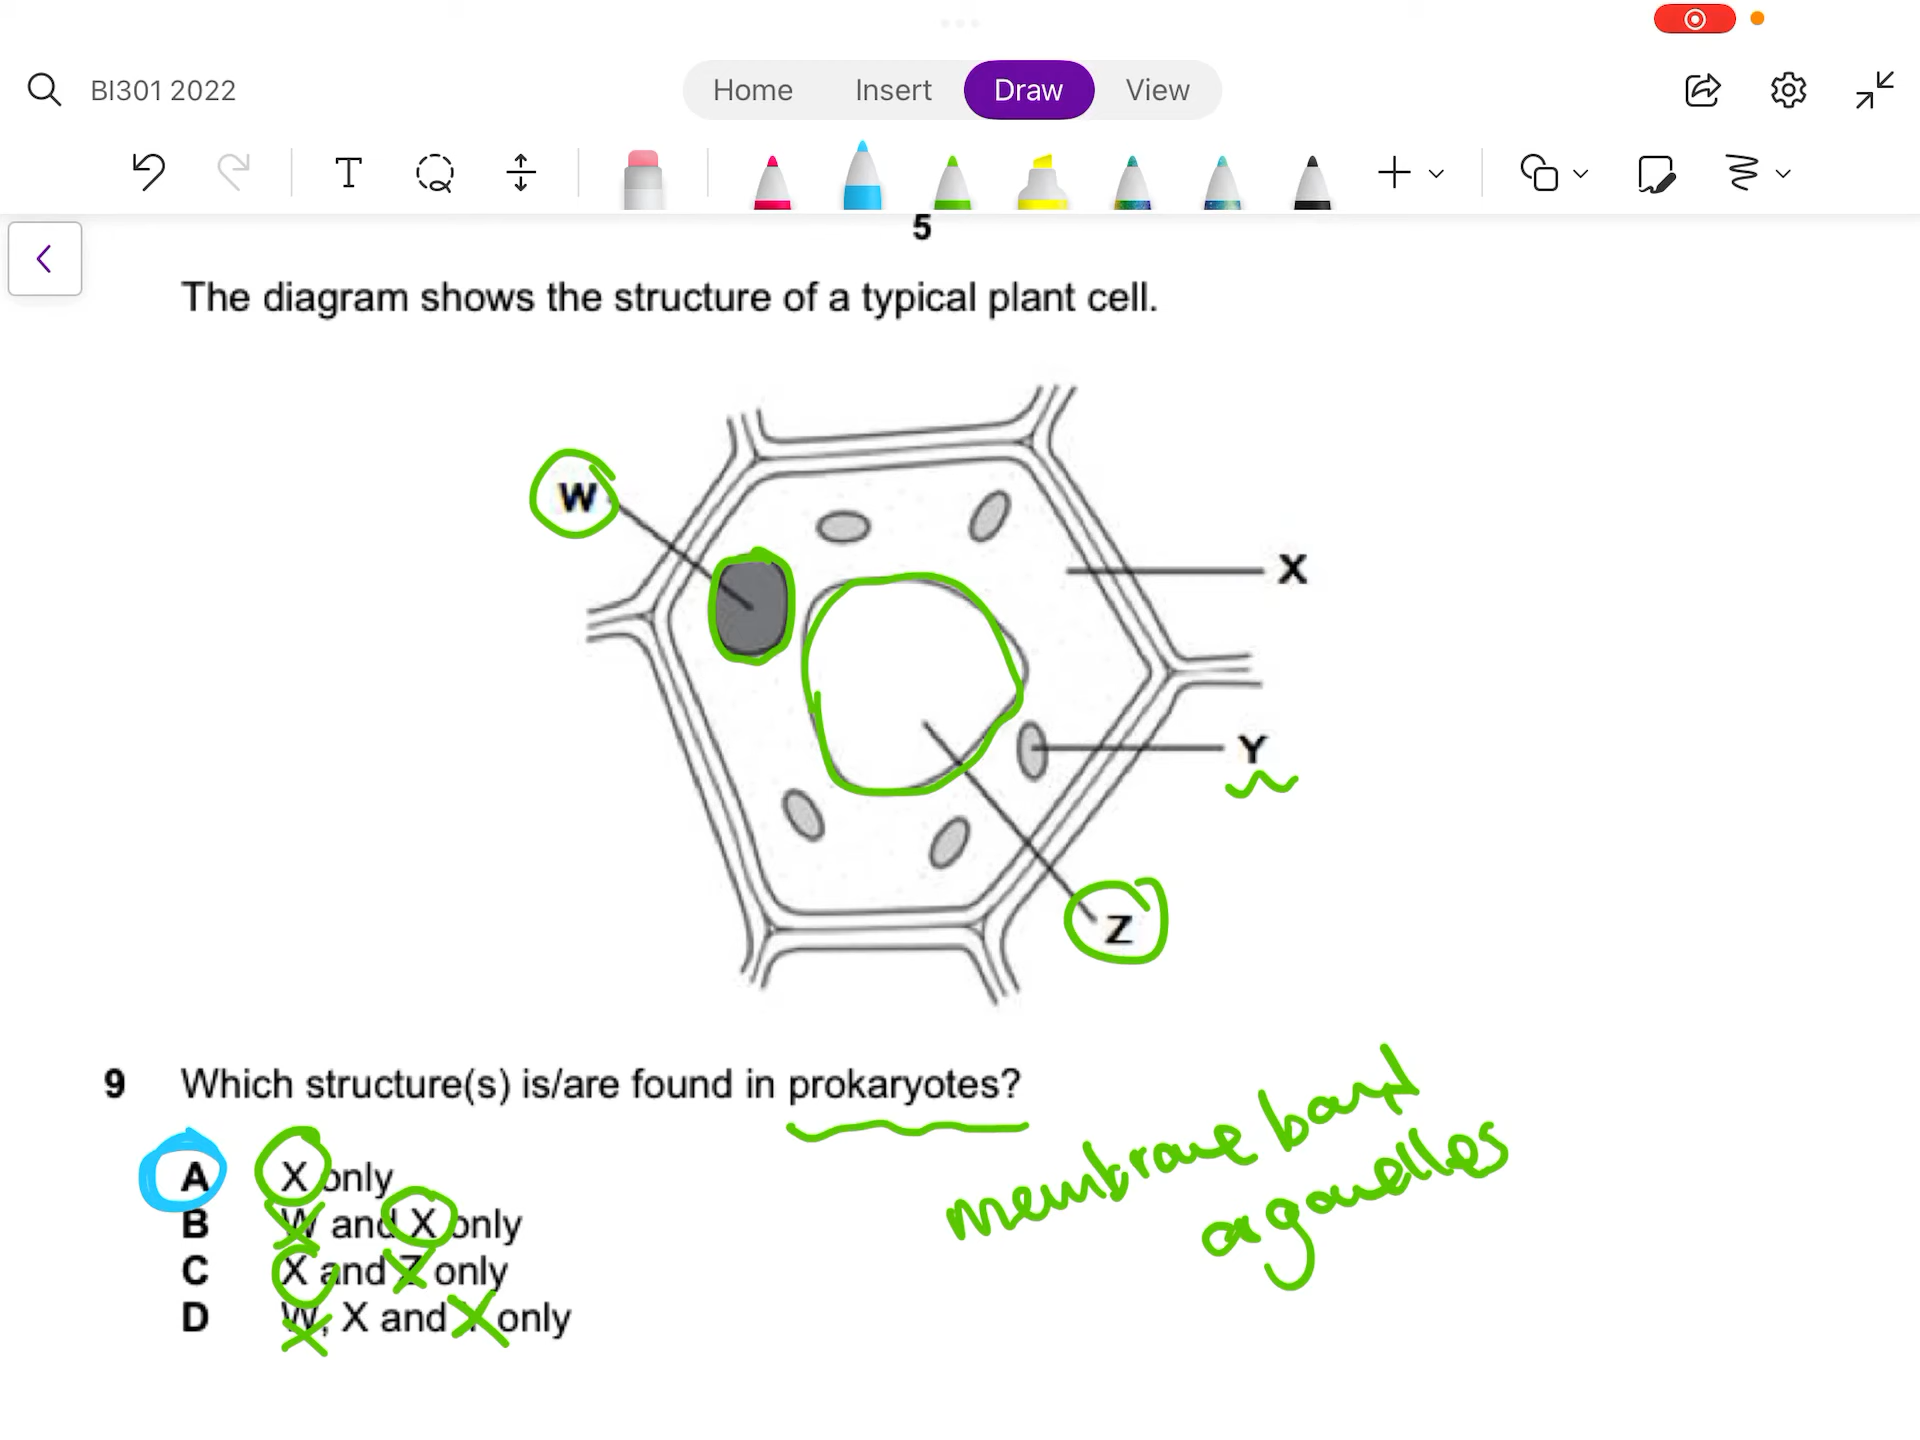 BI301 2022
Home Insert Draw View
T
5
The diagram shows the structure of a typical plant cell.
W
X
Y
Z
9 Which structure(s) is/are found in prokaryotes?
A X only
B W and X only
C X and Z only
D W, X and Y only
membrane
organelles